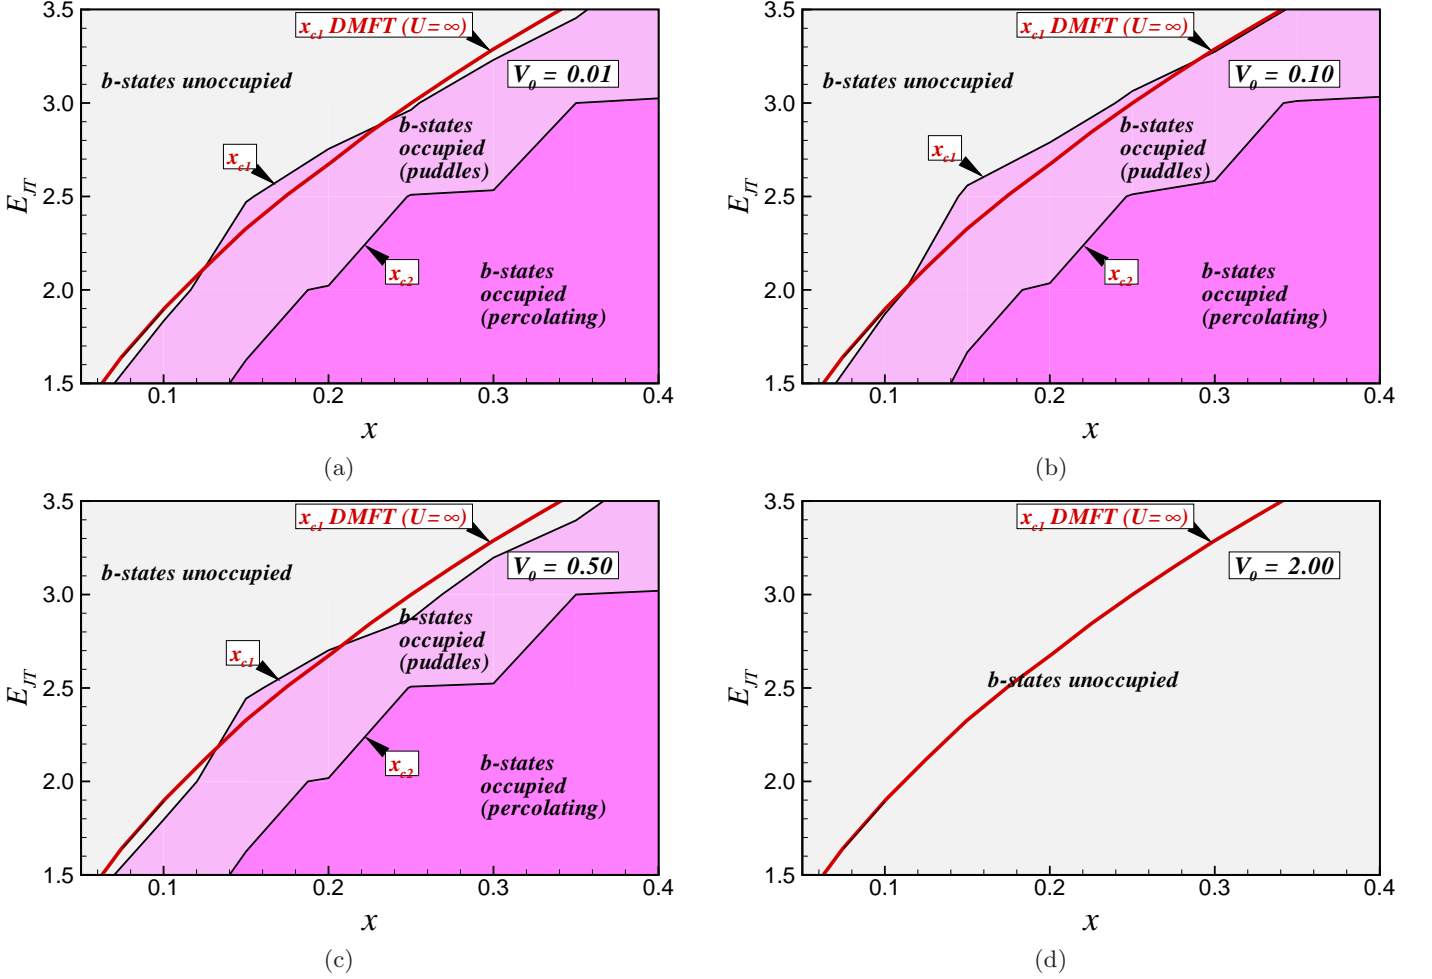 3.5
x_c1 DMFT (U=∞)
V_0 = 0.01
b-states unoccupied
3.0
b-states
occupied
(puddles)
x_c1
2.5
E_JT
x_c2
b-states
occupied
(percolating)
2.0
1.5
0.1 0.2 0.3 0.4
x
(a)
3.5
x_c1 DMFT (U=∞)
V_0 = 0.10
b-states unoccupied
3.0
b-states
occupied
(puddles)
x_c1
2.5
E_JT
x_c2
b-states
occupied
(percolating)
2.0
1.5
0.1 0.2 0.3 0.4
x
(b)
3.5
x_c1 DMFT (U=∞)
V_0 = 0.50
b-states unoccupied
3.0
b-states
occupied
(puddles)
x_c1
2.5
E_JT
x_c2
b-states
occupied
(percolating)
2.0
1.5
0.1 0.2 0.3 0.4
x
(c)
3.5
x_c1 DMFT (U=∞)
V_0 = 2.00
3.0
b-states unoccupied
2.5
E_JT
2.0
1.5
0.1 0.2 0.3 0.4
x
(d)